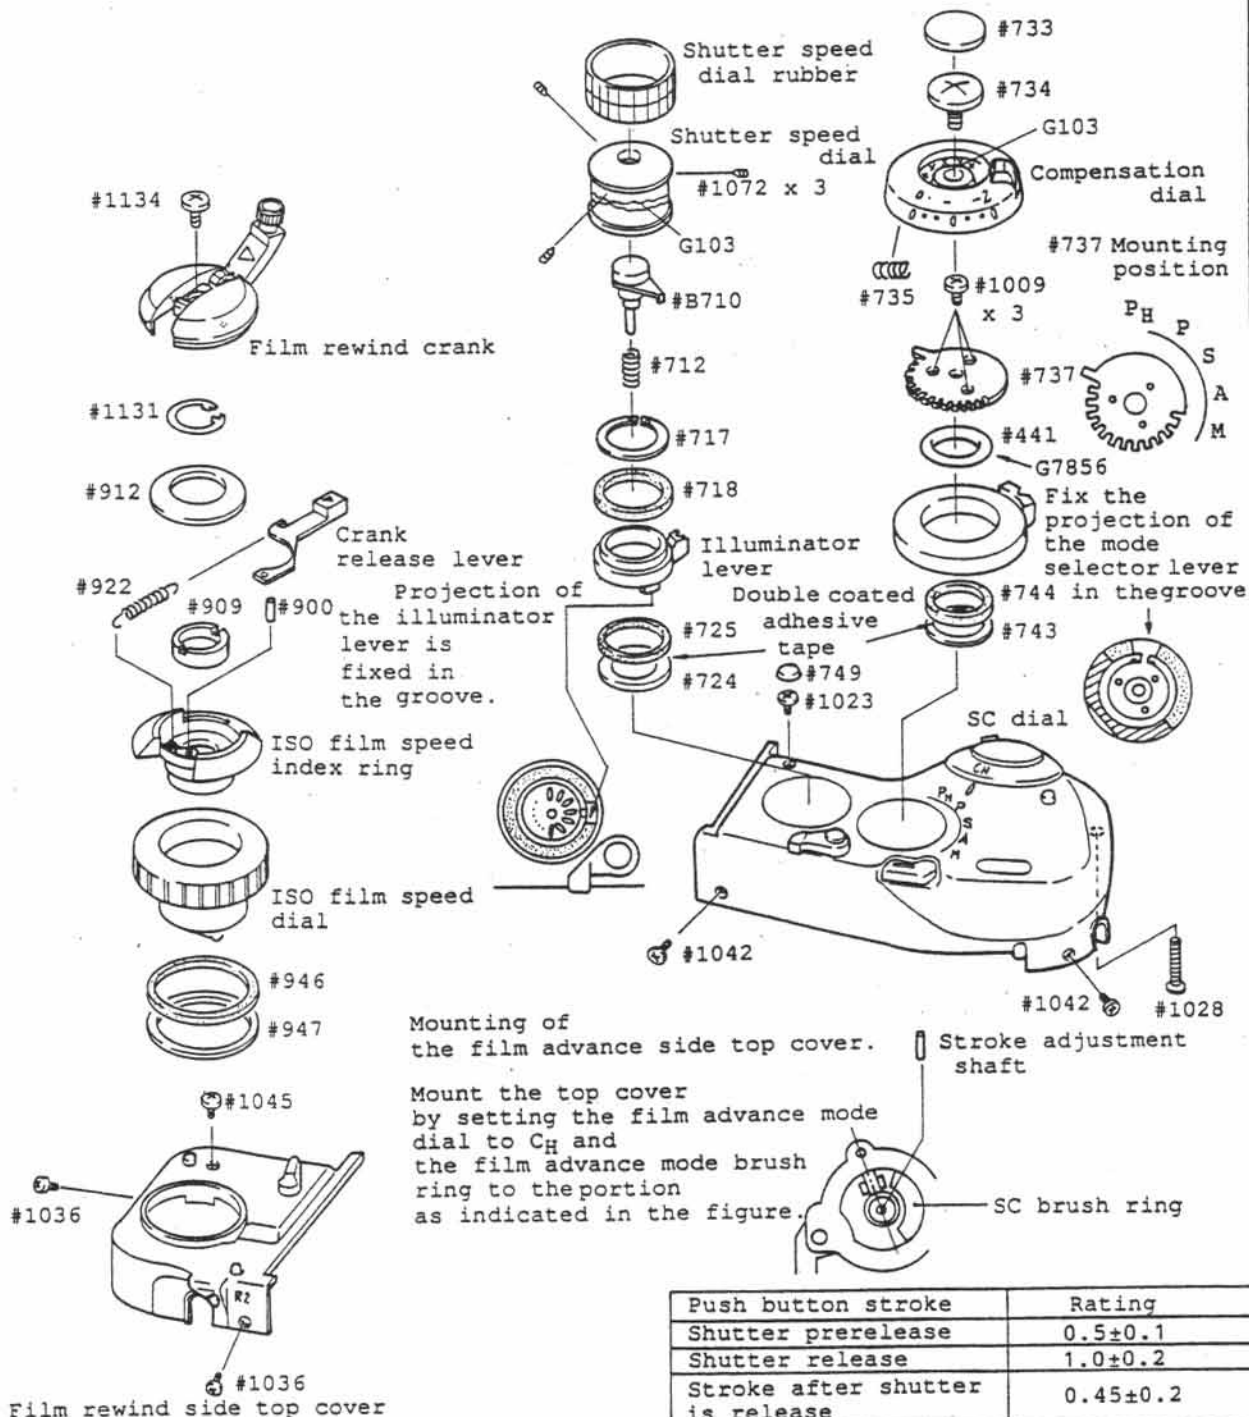 #733
Shutter speed
dial rubber
#734
G103
Shutter speed
dial
Compensation
dial
#1072 x 3
#1134
G103
#737 Mounting
position
#735
#1009
x 3
#B710
PH
P
S
A
M
Film rewind crank
#712
#737
#1131
#717
#441
G7856
#912
#718
Fix the
projection of
the mode
selector lever
in thegroove
Crank
release lever
Illuminator
lever
#922
#909
#900
Projection of
the illuminator
lever is
fixed in
the groove.
Double coated
adhesive
tape
#744
#743
#725
#724
#749
#1023
SC dial
ISO film speed
index ring
0 · - -2
CH
PH
P
S
A
M
ISO film speed
dial
#1042
#946
#1042
#1028
#947
Mounting of
the film advance side top cover.
Stroke adjustment
shaft
#1045
Mount the top cover
by setting the film advance mode
dial to CH and
the film advance mode brush
ring to theportion
as indicated in the figure.
#1036
SC brush ring
R2
#1036
Film rewind side top cover
Push button stroke Rating
Shutter prerelease 0.5±0.1
Shutter release 1.0±0.2
Stroke after shutter 0.45±0.2
is release